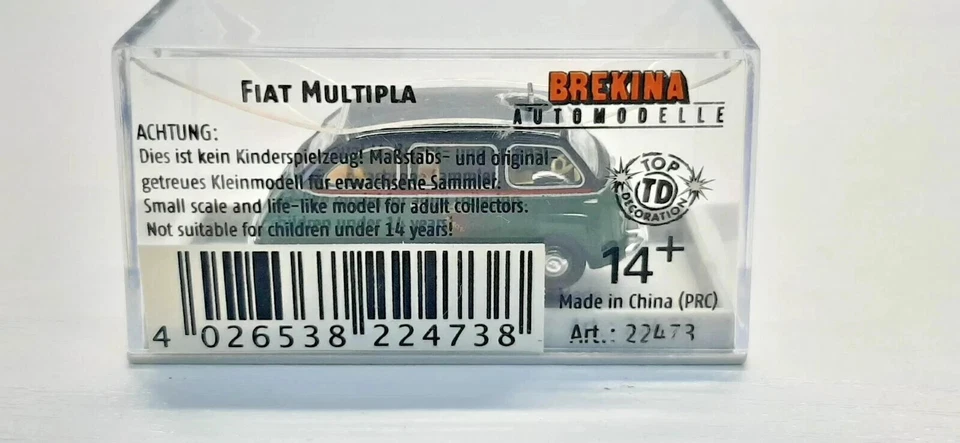 FIAT MULTIPLA
BREKINA
AUTOMODELLE
ACHTUNG:
Dies ist kein Kinderspielzeug! Maßstabs- und original-
getreues Kleinmodell für erwachsene Sammler.
Small scale and life-like model for adult collectors.
Not suitable for children under 14 years!
TOP
TD
DECORATION
14+
Made in China (PRC)
Art.: 22473
4 026538 224738